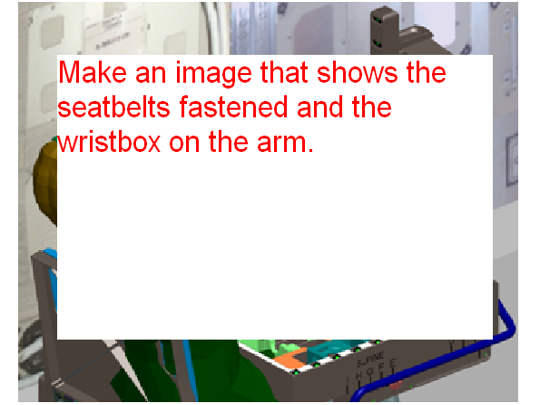 Make an image that shows the
seatbelts fastened and the
wristbox on the arm.